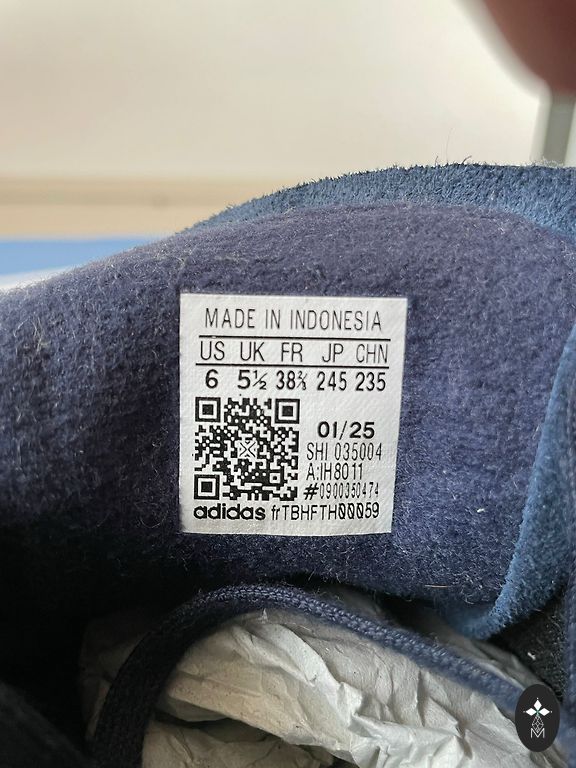 MADE IN INDONESIA
US UK FR JP CHN
6 5½ 38⅔ 245 235
01/25
SHI 035004
A:IH8011
#0900350474
adidas frTBHFTH00059
M